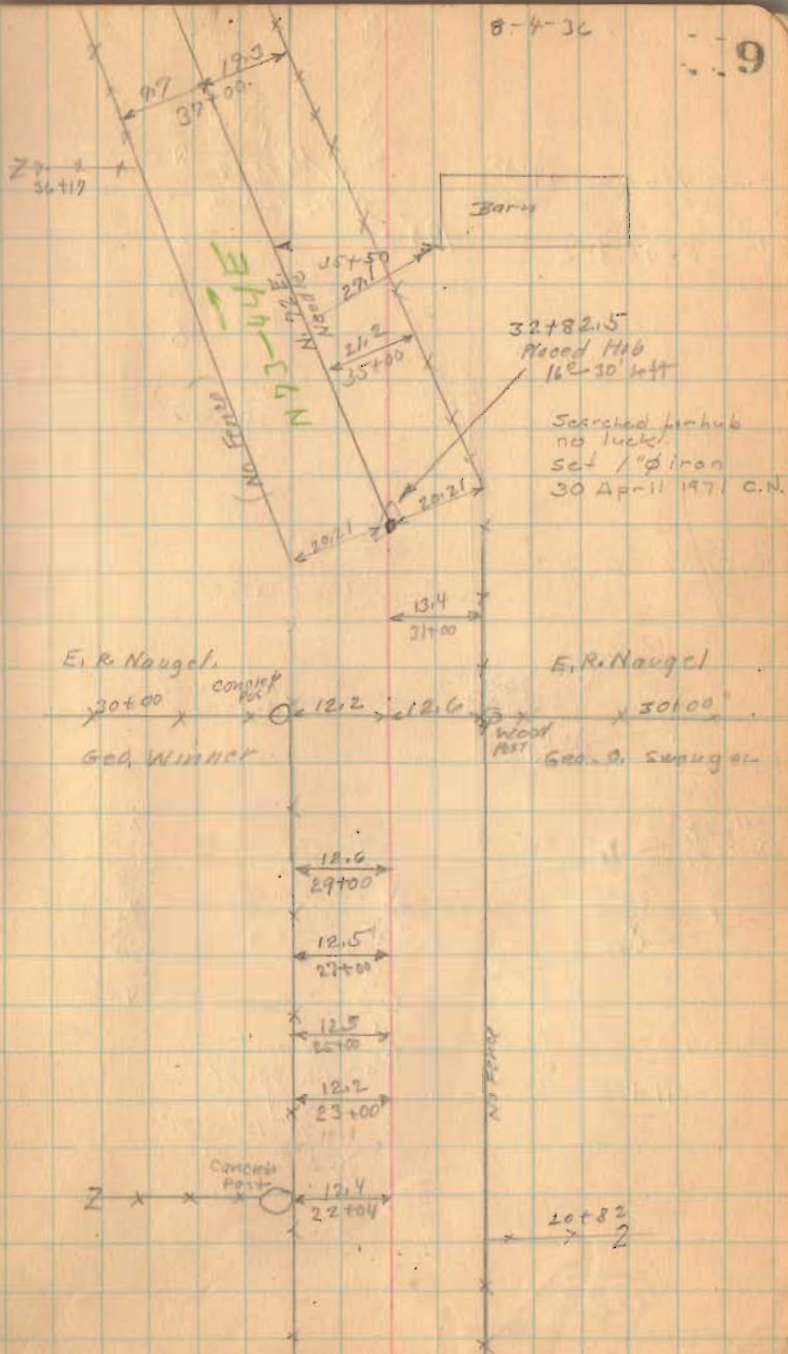 8-4-36
9
9.7
19.3
37+00
Z
36+17
Barn
35+50
27.1
N. 72 E.
Needle
N 73-44 E
21.2
35+00
32+82.5
Placed Hub
16°-30' left
(No Fence)
Searched for hub
no luck
set 1"Ø iron
30 April 1971 C.N.
20.21
20.21
13.4
31+00
E. R. Naugel.
E. R. Naugel
30+00
Concrete
Post
12.2
12.6
30+00
Wood
Post
Geo. Winner
Geo. O.
12.6
29+00
12.5
27+00
12.5
25+00
NO FENCE
12.2
23+00
Concrete
Post
Z
12.4
22+04
20+82
Z